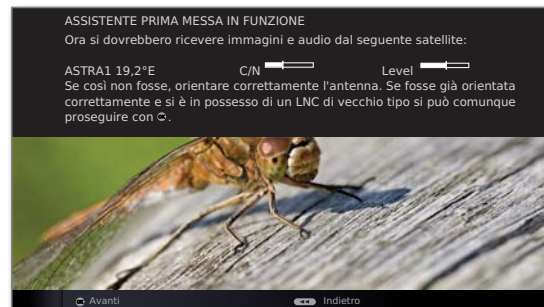 ASSISTENTE PRIMA MESSA IN FUNZIONE
Ora si dovrebbero ricevere immagini e audio dal seguente satellite:
ASTRA1 19,2°E C/N Level
Se così non fosse, orientare correttamente l'antenna. Se fosse già orientata
correttamente e si è in possesso di un LNC di vecchio tipo si può comunque
proseguire con OK.
OK Avanti Indietro